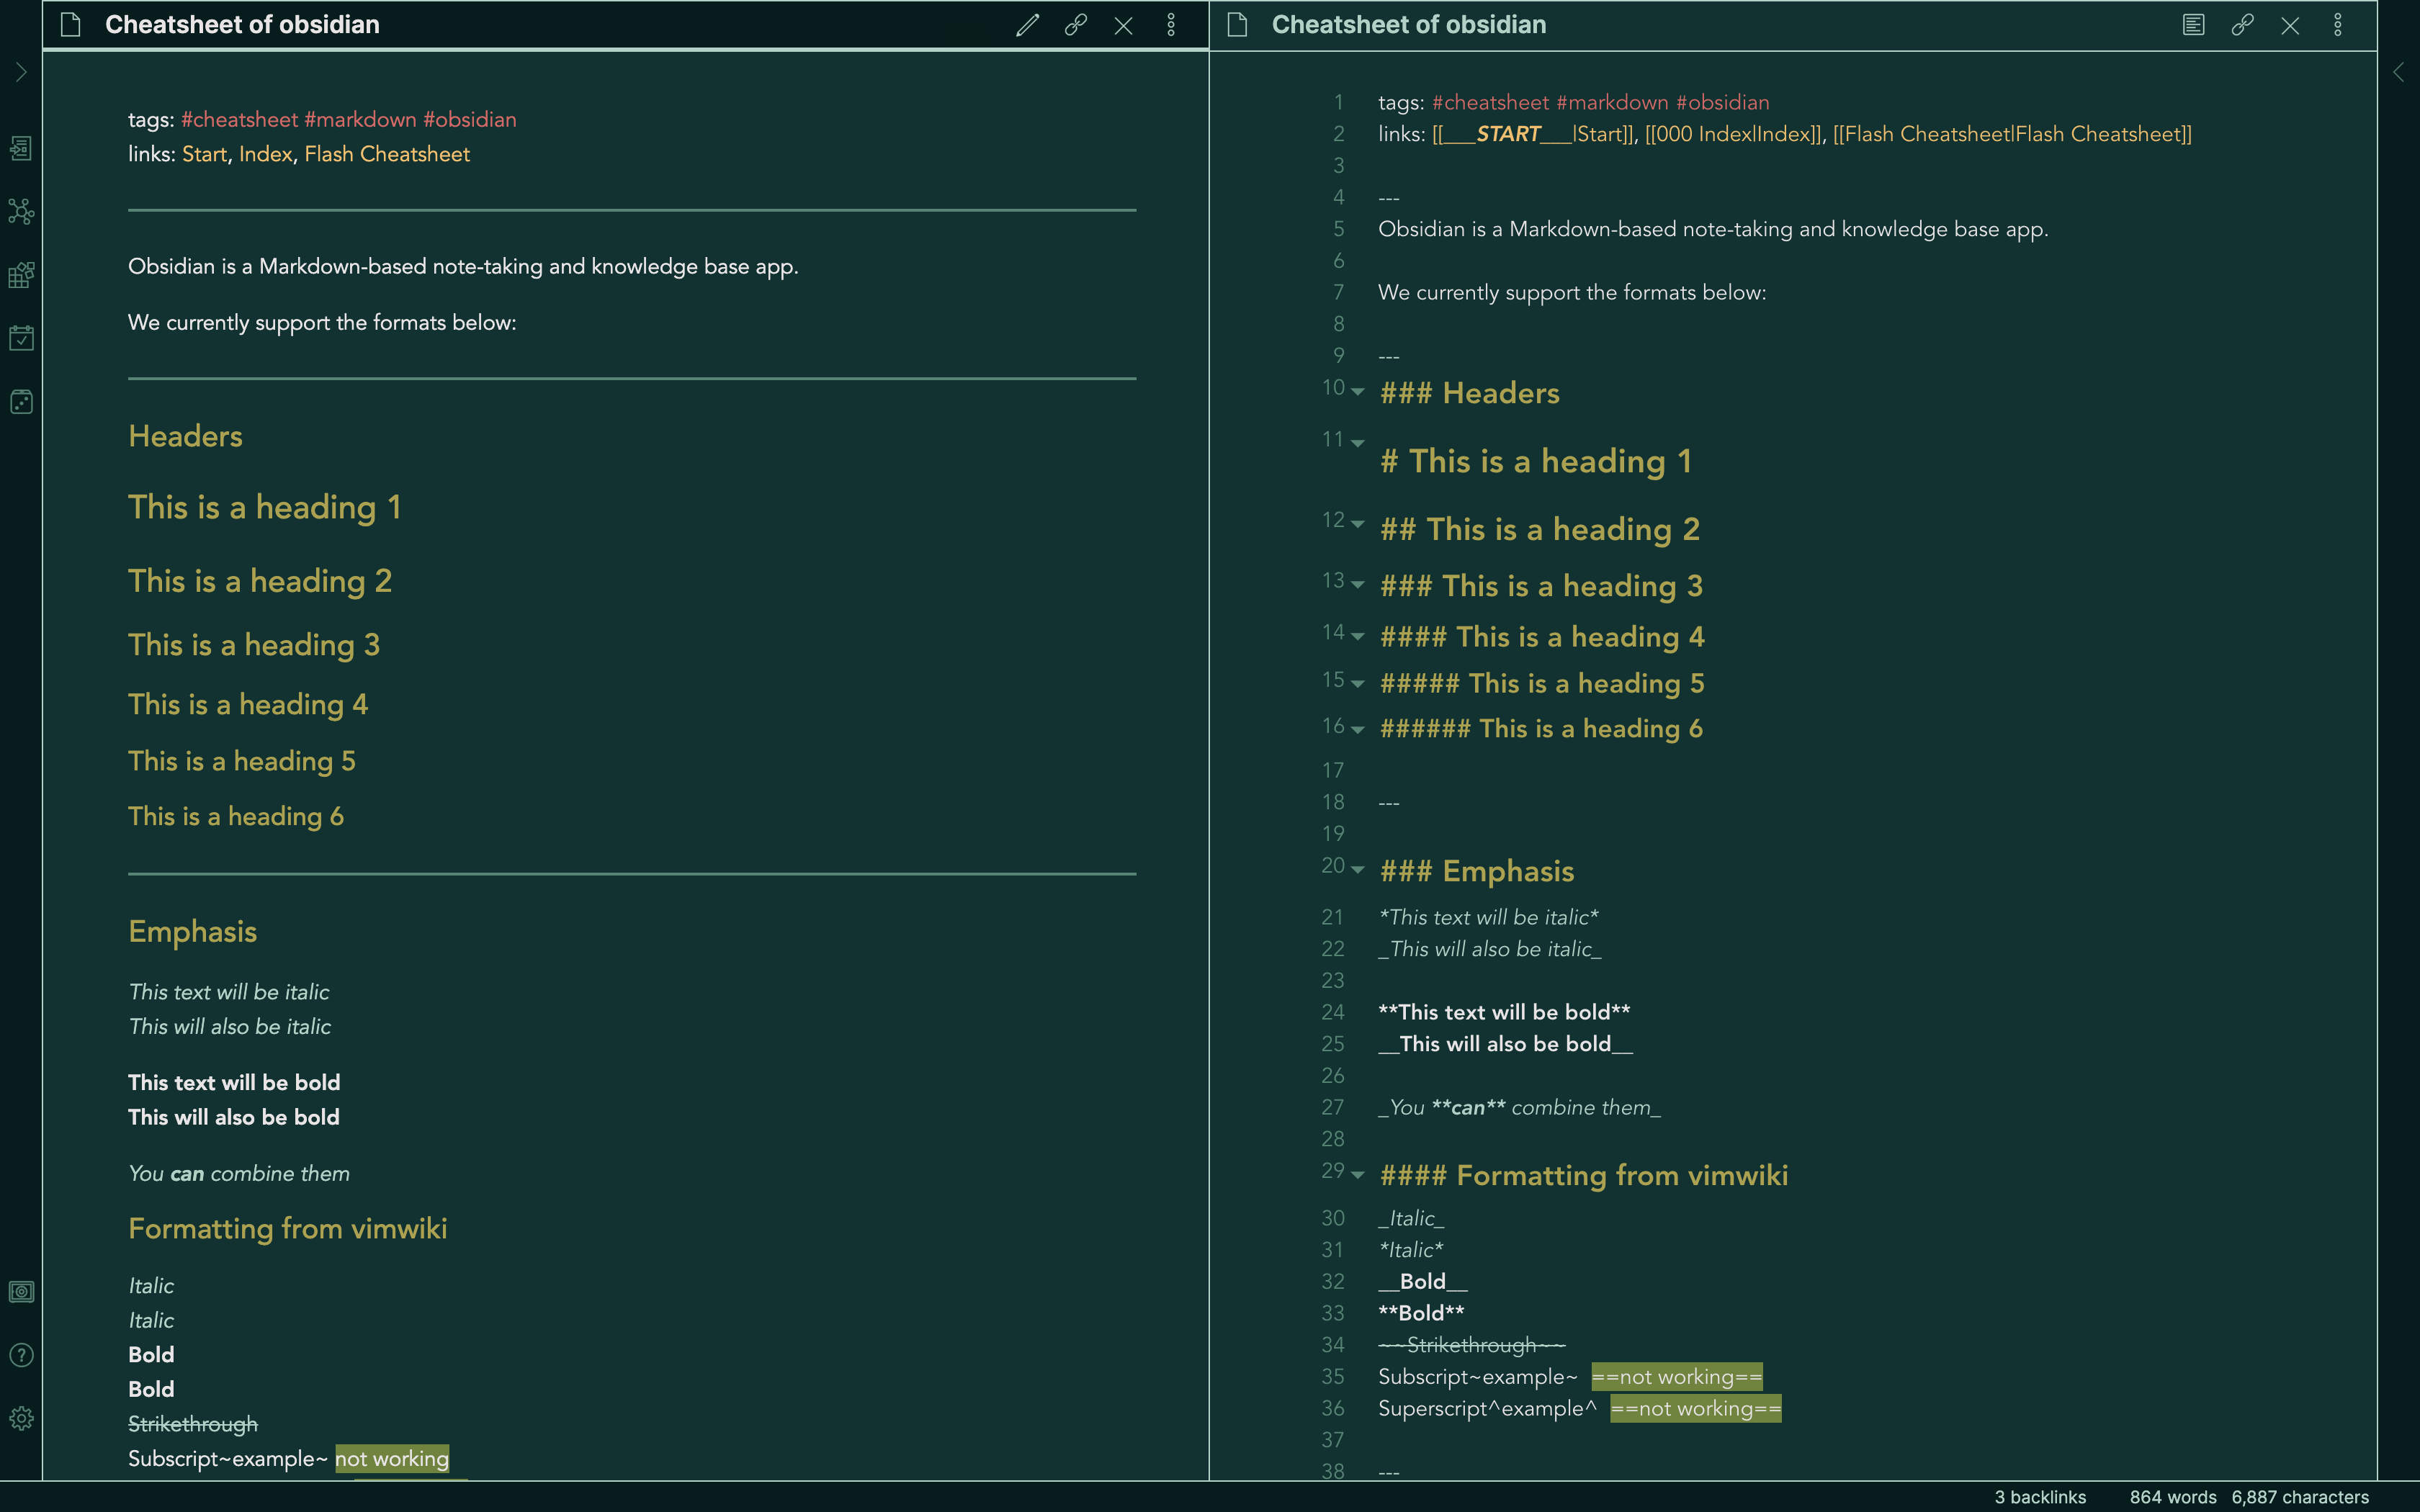 Cheatsheet of obsidian
tags: #cheatsheet #markdown #obsidian
links: Start, Index, Flash Cheatsheet
Obsidian is a Markdown-based note-taking and knowledge base app.
We currently support the formats below:
Headers
This is a heading 1
This is a heading 2
This is a heading 3
This is a heading 4
This is a heading 5
This is a heading 6
Emphasis
This text will be italic
This will also be italic
This text will be bold
This will also be bold
You can combine them
Formatting from vimwiki
Italic
Italic
Bold
Bold
Strikethrough
Subscript~example~ not working
Cheatsheet of obsidian
1 tags: #cheatsheet #markdown #obsidian
2 links: [[___START___|Start]], [[000 Index|Index]], [[Flash Cheatsheet|Flash Cheatsheet]]
3
4 ---
5 Obsidian is a Markdown-based note-taking and knowledge base app.
6
7 We currently support the formats below:
8
9 ---
10 ### Headers
11 # This is a heading 1
12 ## This is a heading 2
13 ### This is a heading 3
14 #### This is a heading 4
15 ##### This is a heading 5
16 ###### This is a heading 6
17
18 ---
19
20 ### Emphasis
21 *This text will be italic*
22 _This will also be italic_
23
24 **This text will be bold**
25 __This will also be bold__
26
27 _You **can** combine them_
28
29 #### Formatting from vimwiki
30 _Italic_
31 *Italic*
32 __Bold__
33 **Bold**
34 ~~Strikethrough~~
35 Subscript~example~ ==not working==
36 Superscript^example^ ==not working==
37
38 ---
3 backlinks 864 words 6,887 characters